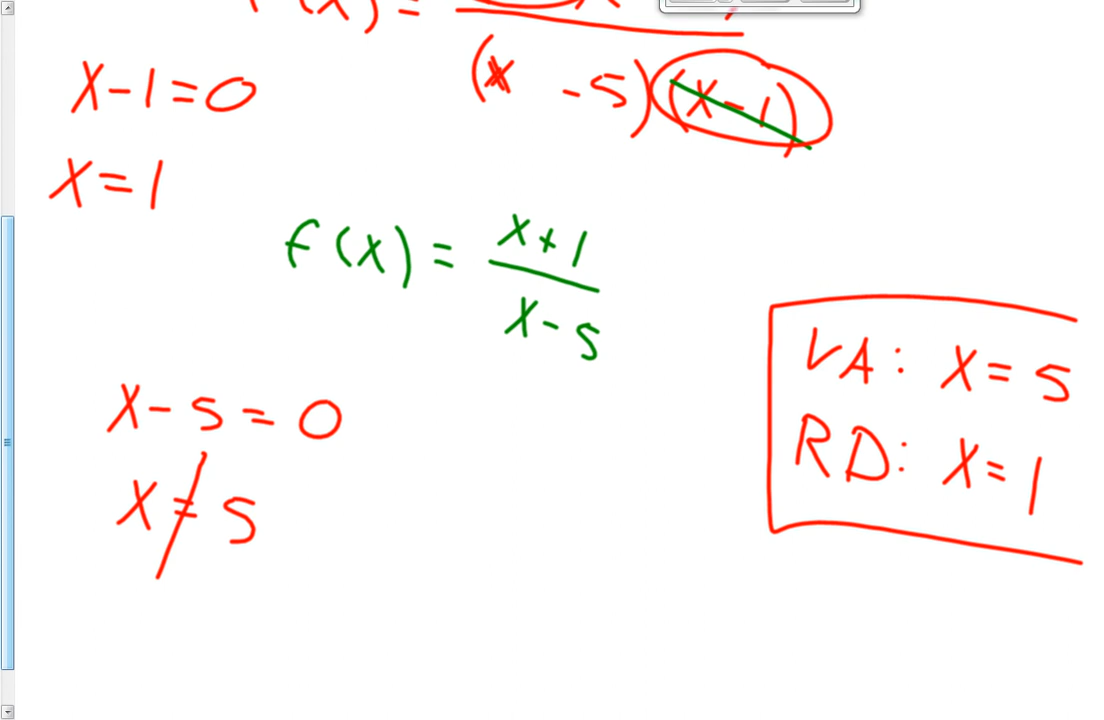 f(x) =
(x - 5)(x - 1)
x - 1 = 0
x = 1
f(x) = x + 1
x - 5
VA: x = 5
RD: x = 1
x - 5 = 0
x ≠ 5